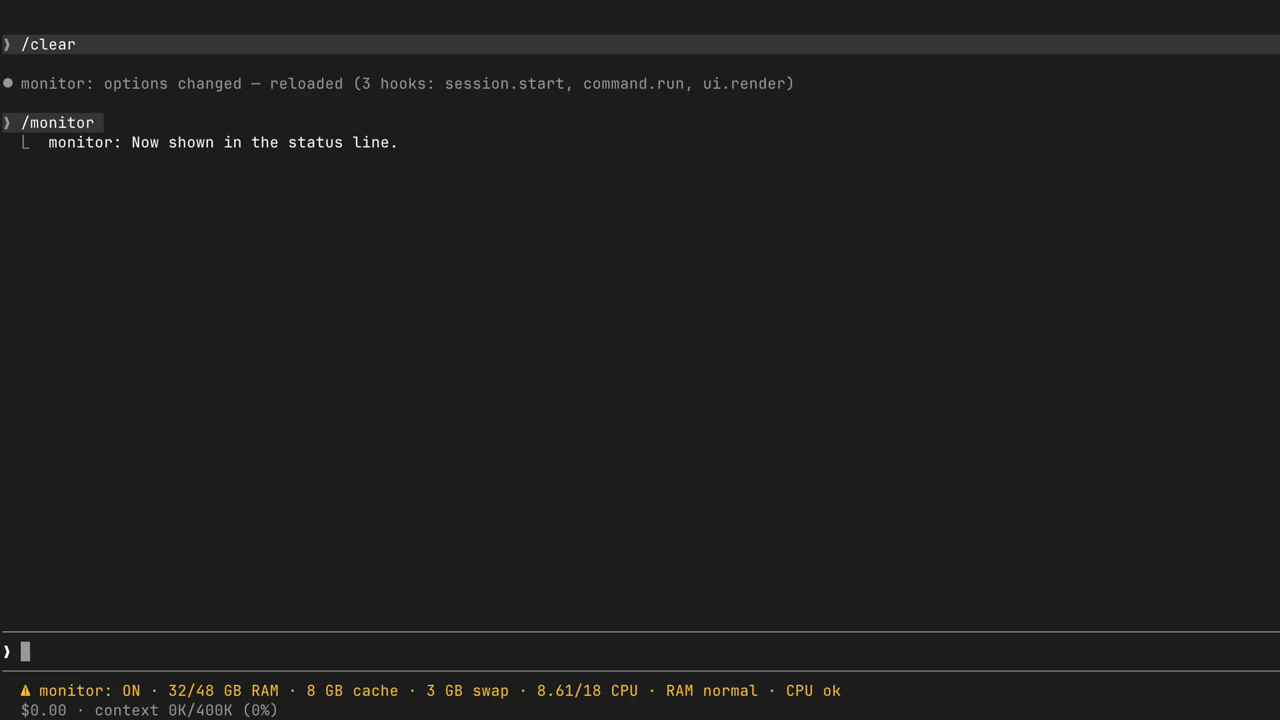 ❯ /clear
● monitor: options changed — reloaded (3 hooks: session.start, command.run, ui.render)
❯ /monitor
⎿  monitor: Now shown in the status line.
❯
⚠ monitor: ON · 32/48 GB RAM · 8 GB cache · 3 GB swap · 8.61/18 CPU · RAM normal · CPU ok
$0.00 · context 0K/400K (0%)